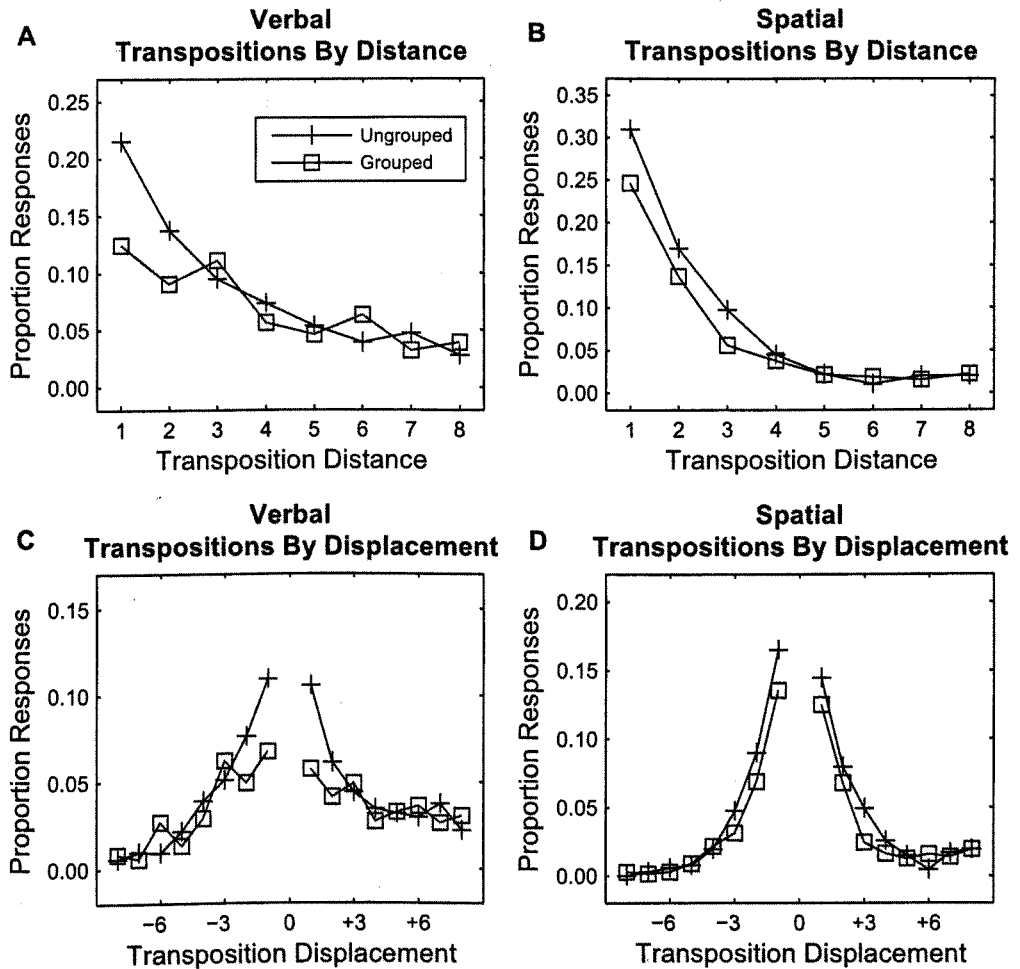 A
Verbal
Transpositions By Distance
Proportion Responses
0.25
0.20
0.15
0.10
0.05
0.00
Ungrouped
Grouped
1 2 3 4 5 6 7 8
Transposition Distance
B
Spatial
Transpositions By Distance
Proportion Responses
0.35
0.30
0.25
0.20
0.15
0.10
0.05
0.00
1 2 3 4 5 6 7 8
Transposition Distance
C
Verbal
Transpositions By Displacement
Proportion Responses
0.15
0.10
0.05
0.00
−6 −3 0 +3 +6
Transposition Displacement
D
Spatial
Transpositions By Displacement
Proportion Responses
0.20
0.15
0.10
0.05
0.00
−6 −3 0 +3 +6
Transposition Displacement